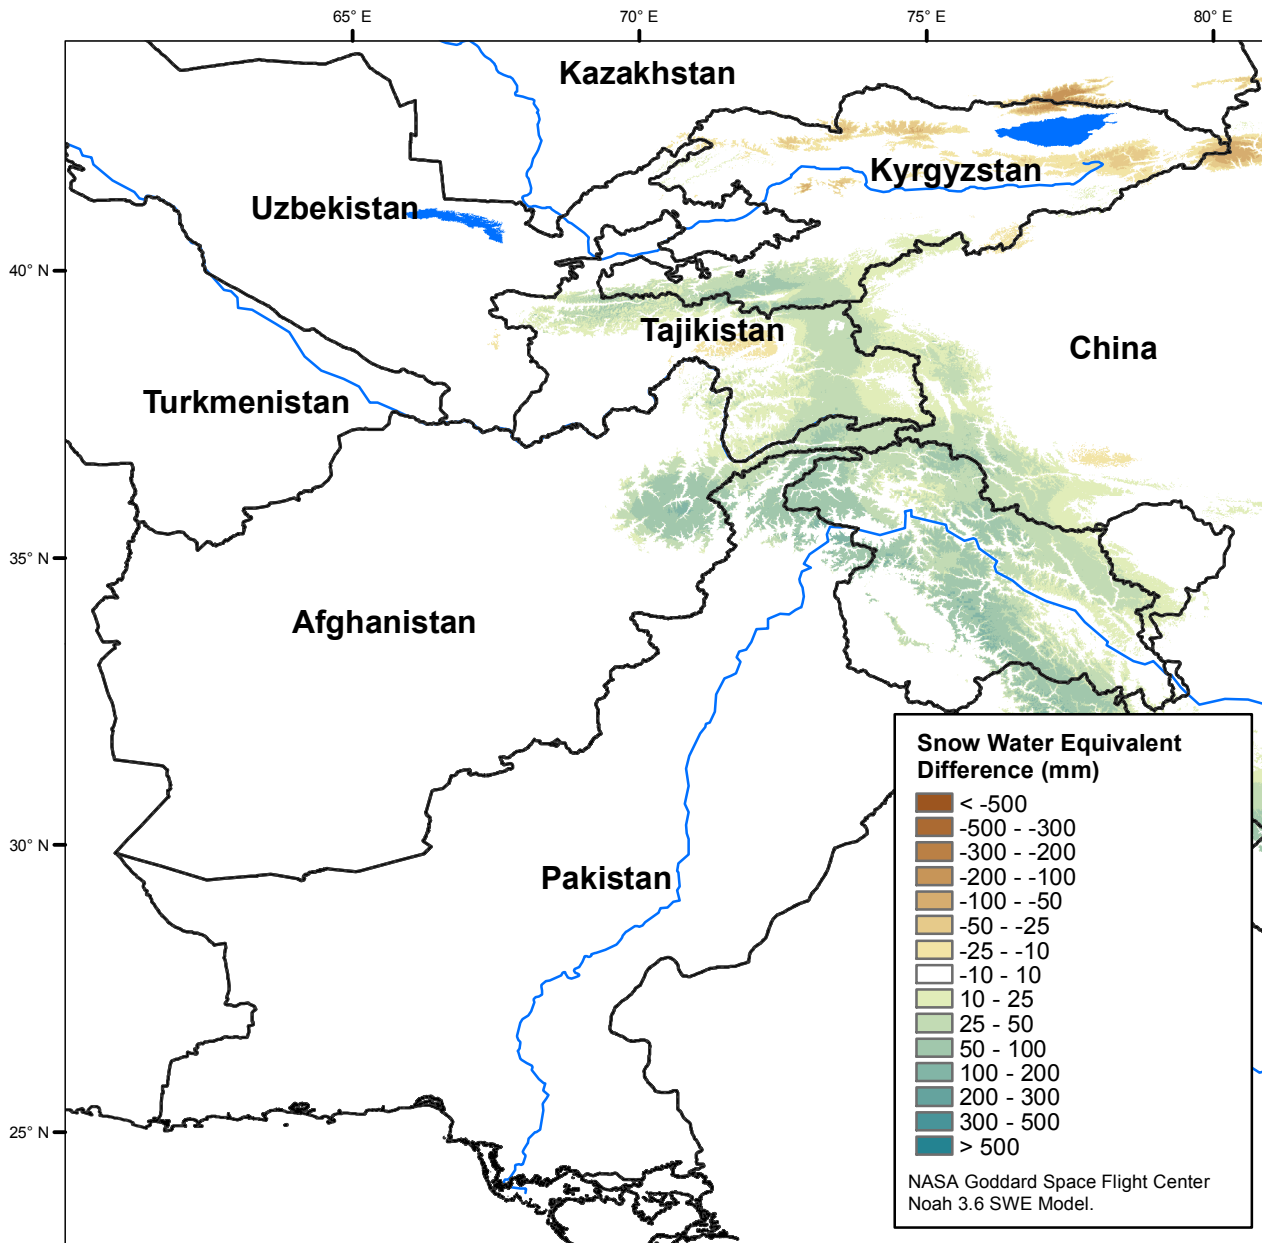 65° E
70° E
75° E
80° E
Kazakhstan
Kyrgyzstan
Uzbekistan
40° N
Tajikistan
China
Turkmenistan
35° N
Afghanistan
Snow Water Equivalent
Difference (mm)
< -500
-500 - -300
-300 - -200
-200 - -100
-100 - -50
-50 - -25
-25 - -10
-10 - 10
10 - 25
25 - 50
50 - 100
100 - 200
200 - 300
300 - 500
> 500
NASA Goddard Space Flight Center
Noah 3.6 SWE Model.
30° N
Pakistan
25° N